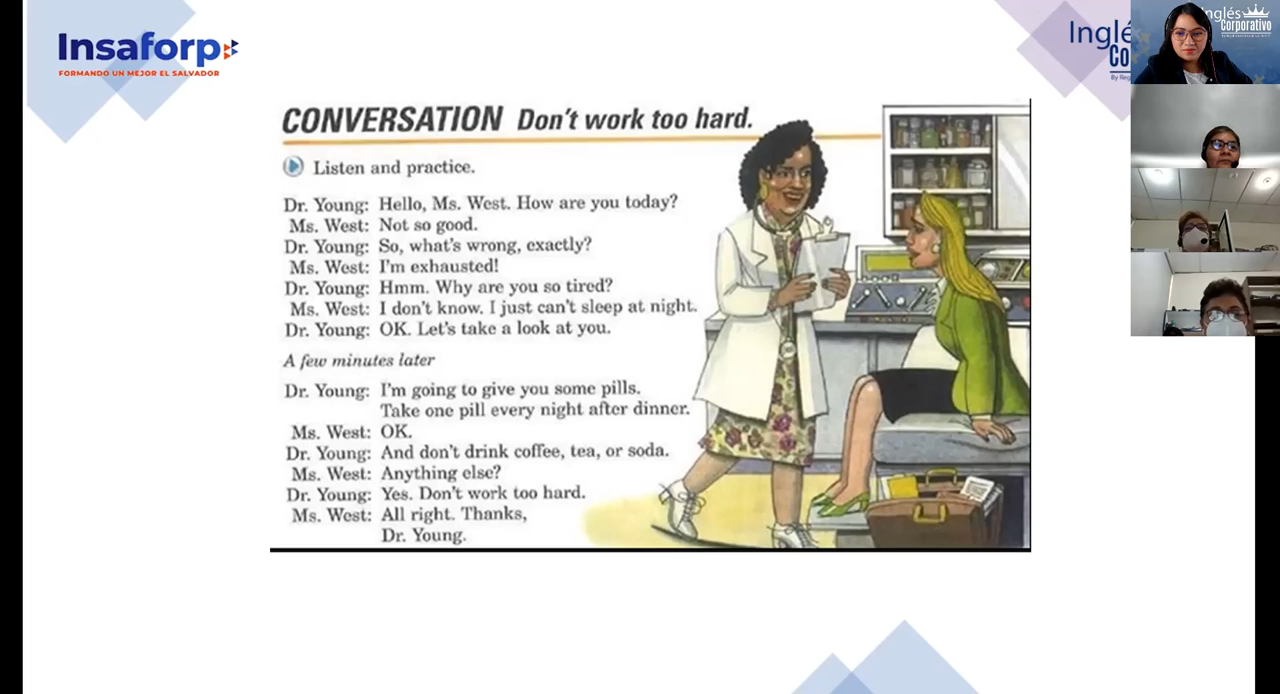 Insaforp
FORMANDO UN MEJOR EL SALVADOR
Inglés
Corporativo
CONVERSATION Don't work too hard.
Listen and practice.
Dr. Young: Hello, Ms. West. How are you today?
Ms. West: Not so good.
Dr. Young: So, what's wrong, exactly?
Ms. West: I'm exhausted!
Dr. Young: Hmm. Why are you so tired?
Ms. West: I don't know. I just can't sleep at night.
Dr. Young: OK. Let's take a look at you.
A few minutes later
Dr. Young: I'm going to give you some pills.
Take one pill every night after dinner.
Ms. West: OK.
Dr. Young: And don't drink coffee, tea, or soda.
Ms. West: Anything else?
Dr. Young: Yes. Don't work too hard.
Ms. West: All right. Thanks,
Dr. Young.